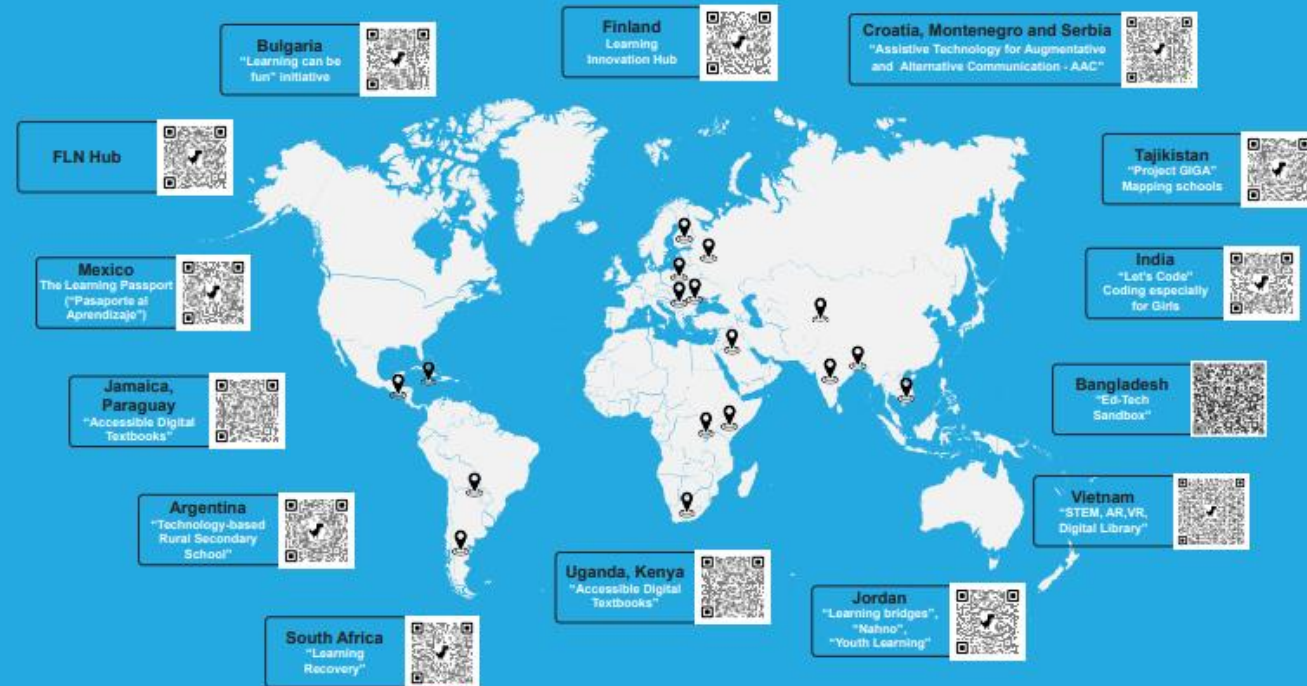 Bulgaria
"Learning can be
fun" initiative
Finland
Learning
Innovation Hub
Croatia, Montenegro and Serbia
"Assistive Technology for Augmentative
and Alternative Communication - AAC"
FLN Hub
Tajikistan
"Project GIGA"
Mapping schools
Mexico
The Learning Passport
("Pasaporte al
Aprendizaje")
India
"Let's Code"
Coding especially
for Girls
Jamaica,
Paraguay
"Accessible Digital
Textbooks"
Bangladesh
"Ed-Tech
Sandbox"
Argentina
"Technology-based
Rural Secondary
School"
Vietnam
"STEM, AR,VR,
Digital Library"
Uganda, Kenya
"Accessible Digital
Textbooks"
Jordan
"Learning bridges",
"Nahno",
"Youth Learning"
South Africa
"Learning
Recovery"